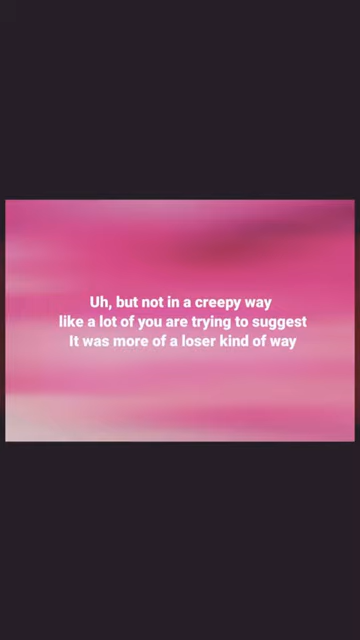 Uh, but not in a creepy way
like a lot of you are trying to suggest
It was more of a loser kind of way